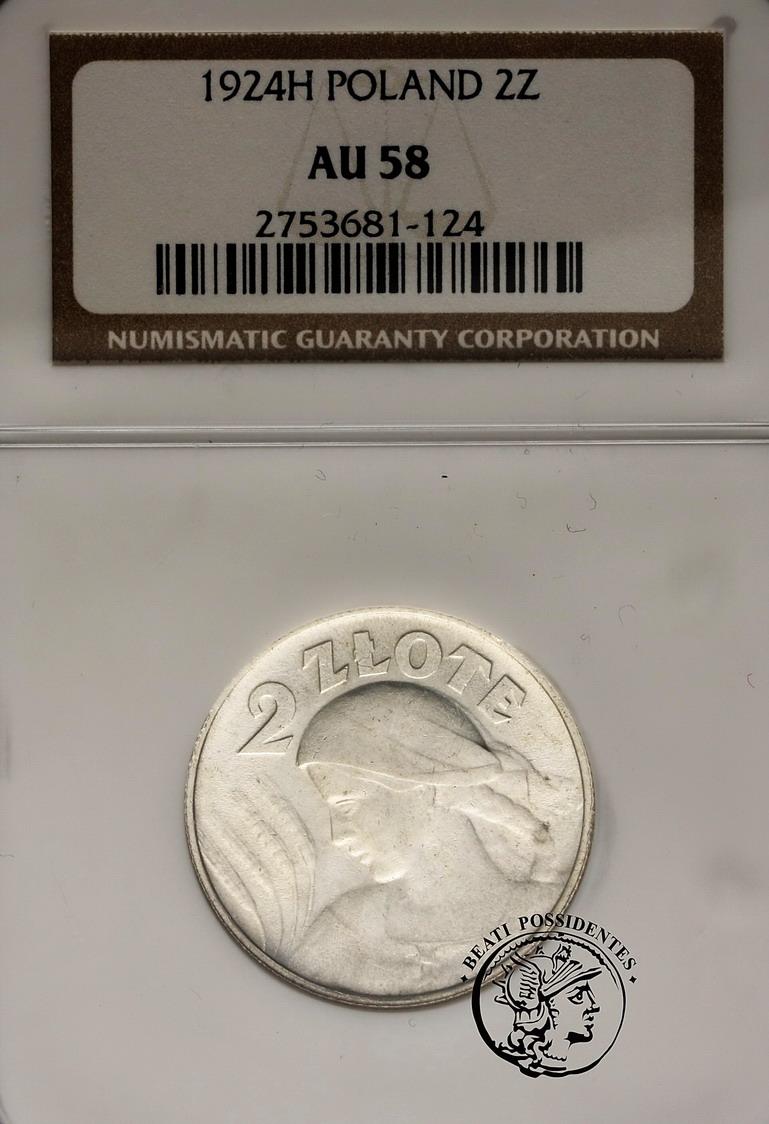 1924H POLAND 2Z
AU 58
2753681-124
NUMISMATIC GUARANTY CORPORATION
2 ZŁOTE
BEATI POSSIDENTES